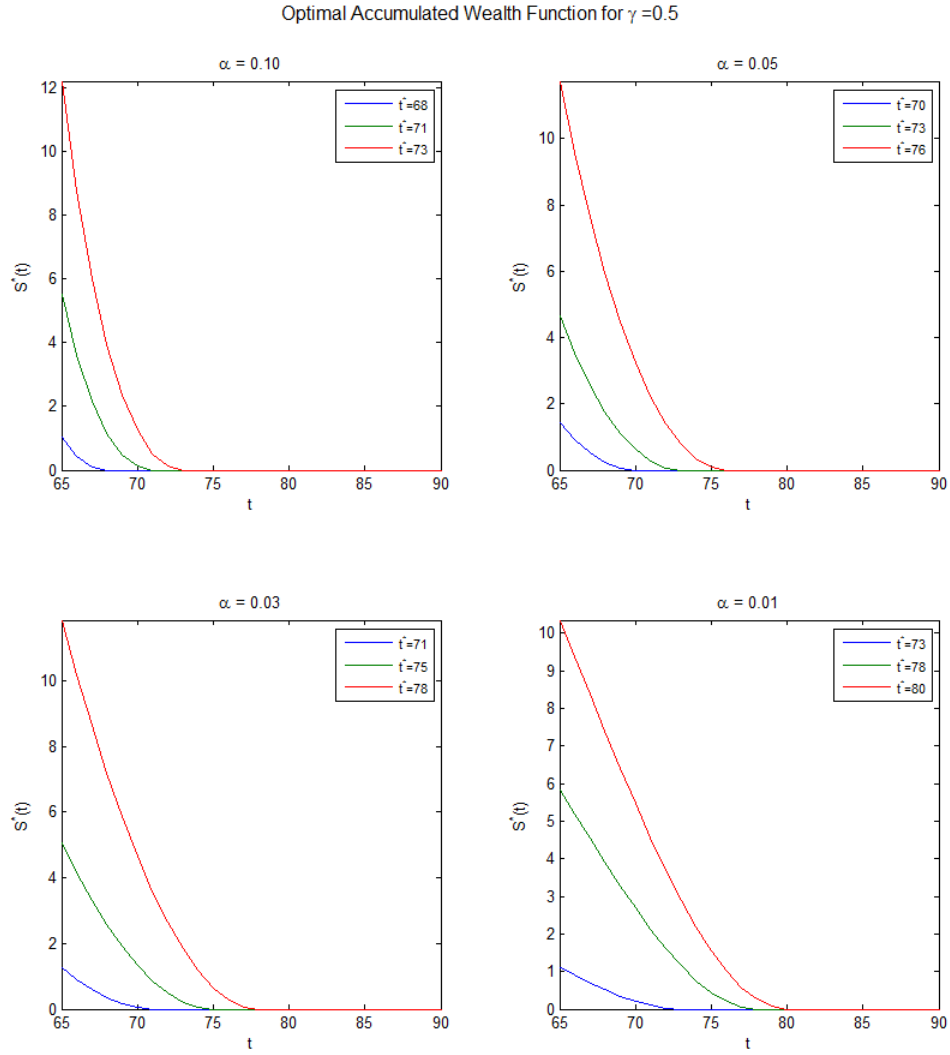 Optimal Accumulated Wealth Function for γ =0.5
α = 0.10
12
10
8
6
4
2
0
65 70 75 80 85 90
S*(t)
t
t^=68
t^=71
t^=73
α = 0.05
10
8
6
4
2
0
65 70 75 80 85 90
S*(t)
t
t^=70
t^=73
t^=76
α = 0.03
10
8
6
4
2
0
65 70 75 80 85 90
S*(t)
t
t^=71
t^=75
t^=78
α = 0.01
10
9
8
7
6
5
4
3
2
1
0
65 70 75 80 85 90
S*(t)
t
t^=73
t^=78
t^=80